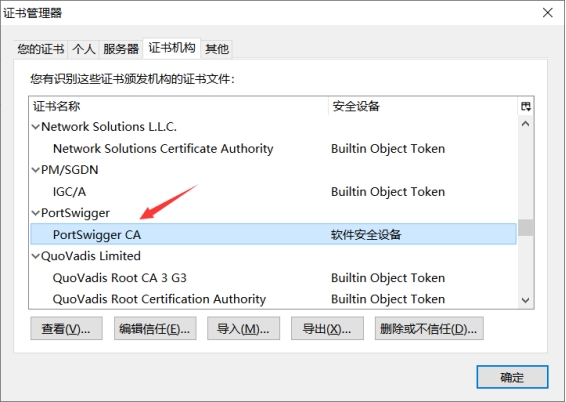 证书管理器
您的证书 个人 服务器 证书机构 其他
您有识别这些证书颁发机构的证书文件：
证书名称 安全设备
Network Solutions L.L.C.
Network Solutions Certificate Authority Builtin Object Token
PM/SGDN
IGC/A Builtin Object Token
PortSwigger
PortSwigger CA 软件安全设备
QuoVadis Limited
QuoVadis Root CA 3 G3 Builtin Object Token
QuoVadis Root Certification Authority Builtin Object Token
查看(V)... 编辑信任(E)... 导入(M)... 导出(X)... 删除或不信任(D)...
确定